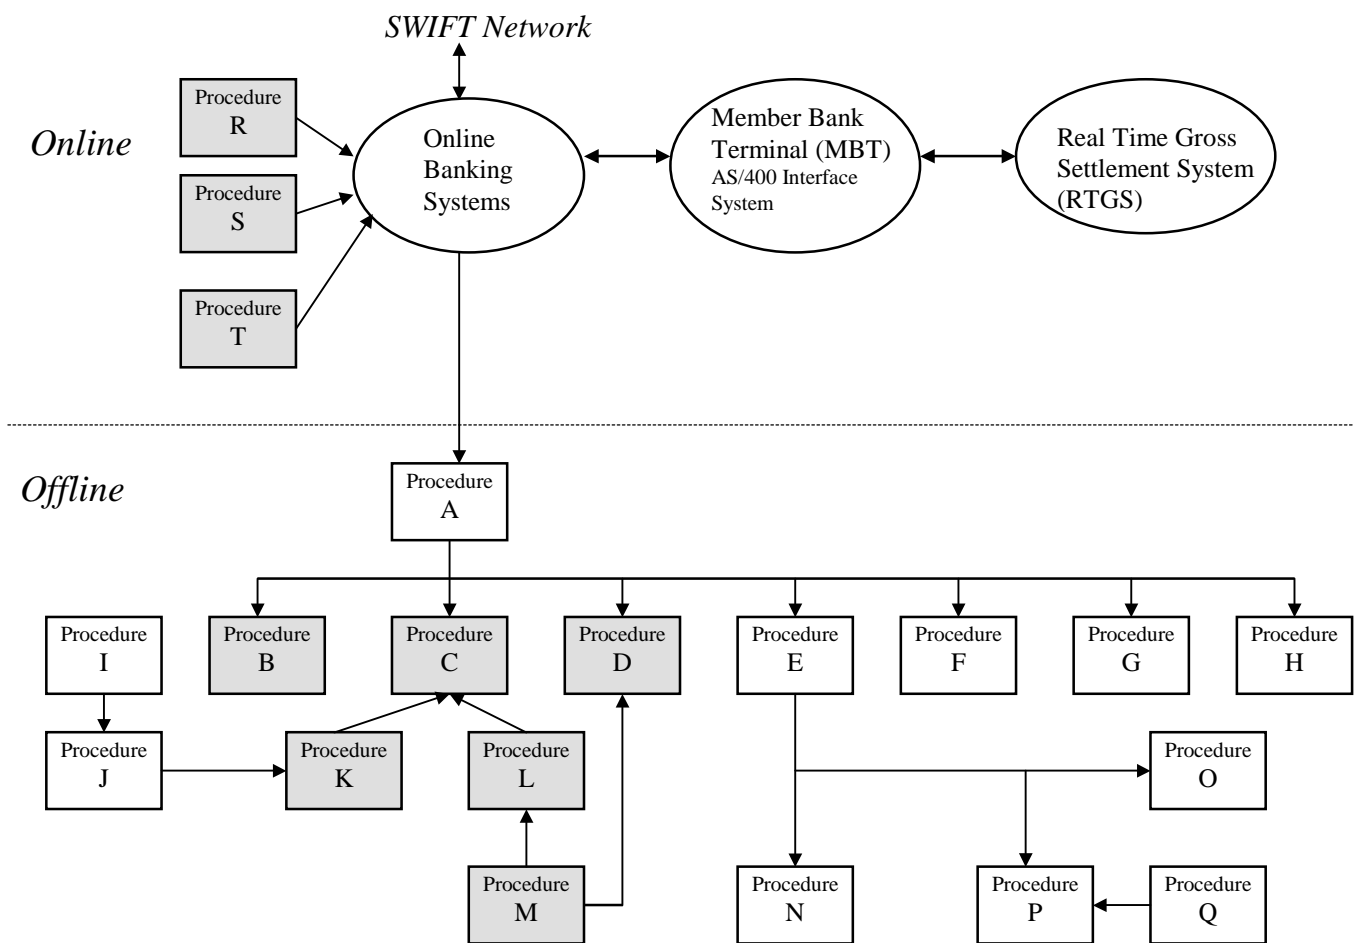 SWIFT Network
Online
Procedure
R
Procedure
S
Procedure
T
Online
Banking
Systems
Member Bank
Terminal (MBT)
AS/400 Interface
System
Real Time Gross
Settlement System
(RTGS)
Offline
Procedure
A
Procedure
I
Procedure
B
Procedure
C
Procedure
D
Procedure
E
Procedure
F
Procedure
G
Procedure
H
Procedure
J
Procedure
K
Procedure
L
Procedure
O
Procedure
M
Procedure
N
Procedure
P
Procedure
Q